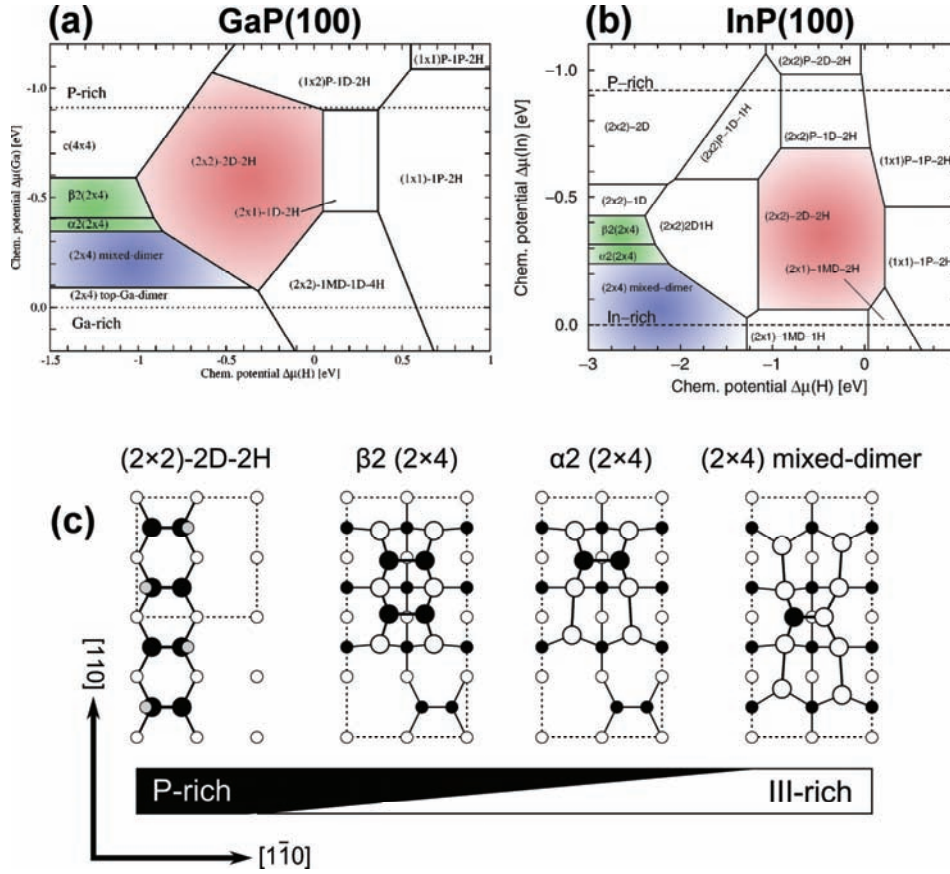 (a) GaP(100)
(1x1)P-1P-2H
(1x2)P-1D-2H
P-rich
c(4x4)
(2x2)-2D-2H
(1x1)-1P-2H
(2x1)-1D-2H
β2(2x4)
α2(2x4)
(2x4) mixed-dimer
(2x2)-1MD-1D-4H
(2x4) top-Ga-dimer
Ga-rich
Chem. potential Δμ(Ga) [eV]
-1.0
-0.5
0.0
-1.5 -1 -0.5 0 0.5 1
Chem. potential Δμ(H) [eV]
(b) InP(100)
(2x2)P-2D-2H
P-rich
(2x2)-2D
(2x2)P-1D-1H
(2x2)P-1D-2H
(1x1)P-1P-2H
(2x2)-1D
β2(2x4)
α2(2x4)
(2x2)2D1H
(2x2)-2D-2H
(2x4) mixed-dimer
(2x1)-1MD-2H
(1x1)-1P-2H
In-rich
(2x1)-1MD-1H
Chem. potential Δμ(In) [eV]
-1.0
-0.5
0.0
-3 -2 -1 0 1
Chem. potential Δμ(H) [eV]
(c)
(2×2)-2D-2H β2 (2×4) α2 (2×4) (2×4) mixed-dimer
[110]
P-rich III-rich
[11̄0]